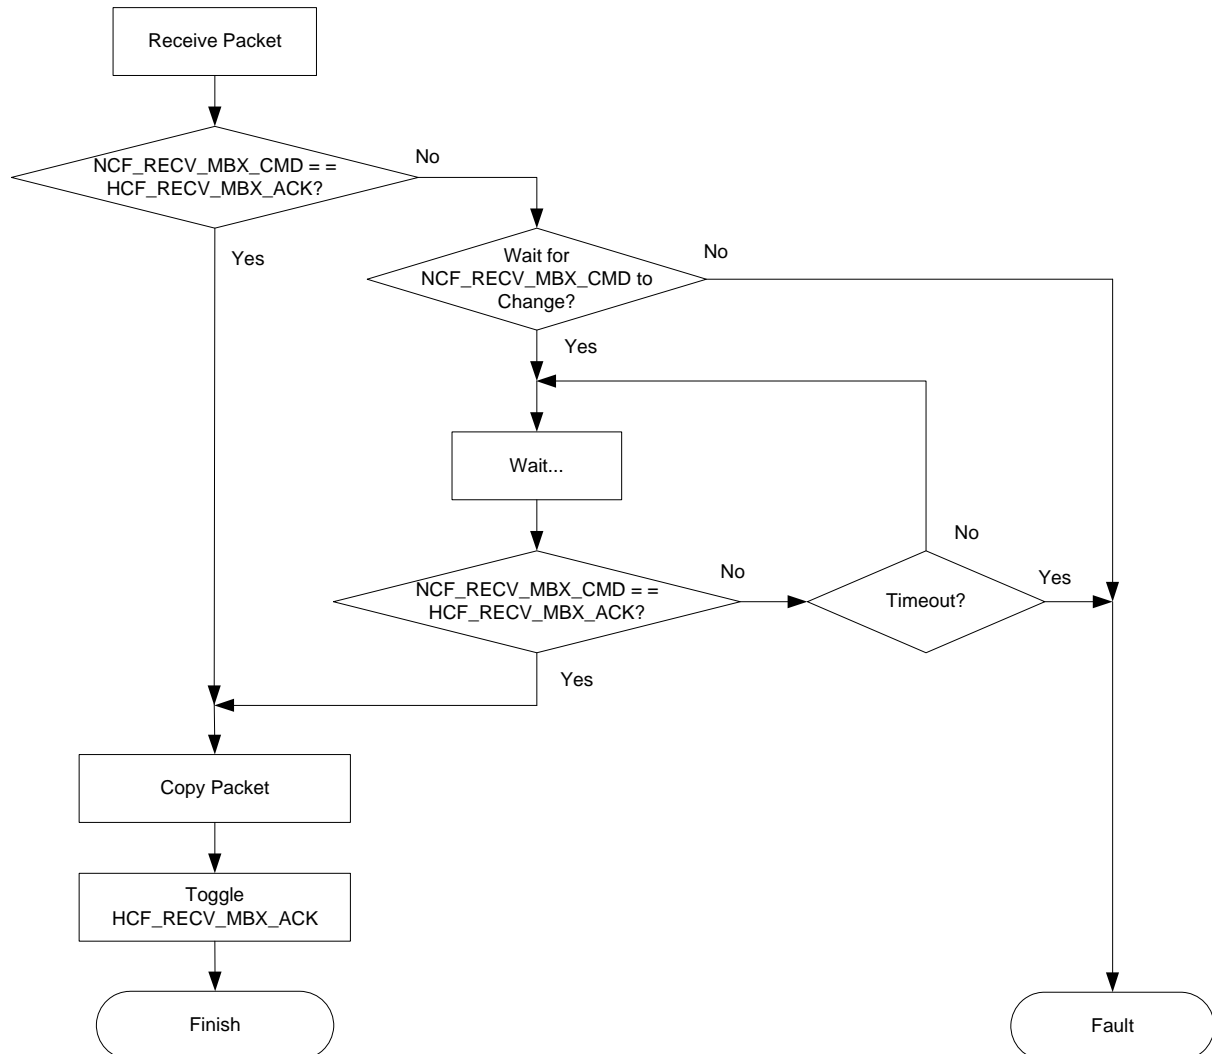 Receive Packet
NCF_RECV_MBX_CMD = =
HCF_RECV_MBX_ACK?
No
Yes
Wait for
NCF_RECV_MBX_CMD to
Change?
No
Yes
Wait...
NCF_RECV_MBX_CMD = =
HCF_RECV_MBX_ACK?
No
Yes
Timeout?
No
Yes
Copy Packet
Toggle
HCF_RECV_MBX_ACK
Finish
Fault